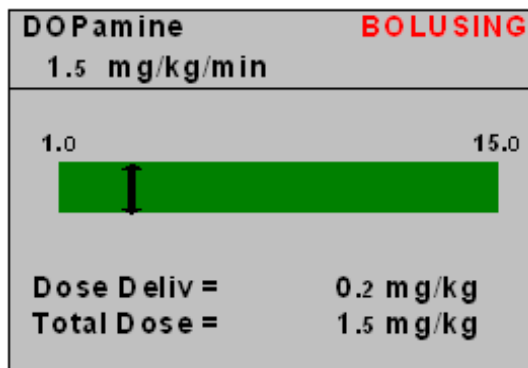 DOPamine BOLUSING
1.5 mg/kg/min
1.0 15.0
Dose Deliv = 0.2 mg/kg
Total Dose = 1.5 mg/kg